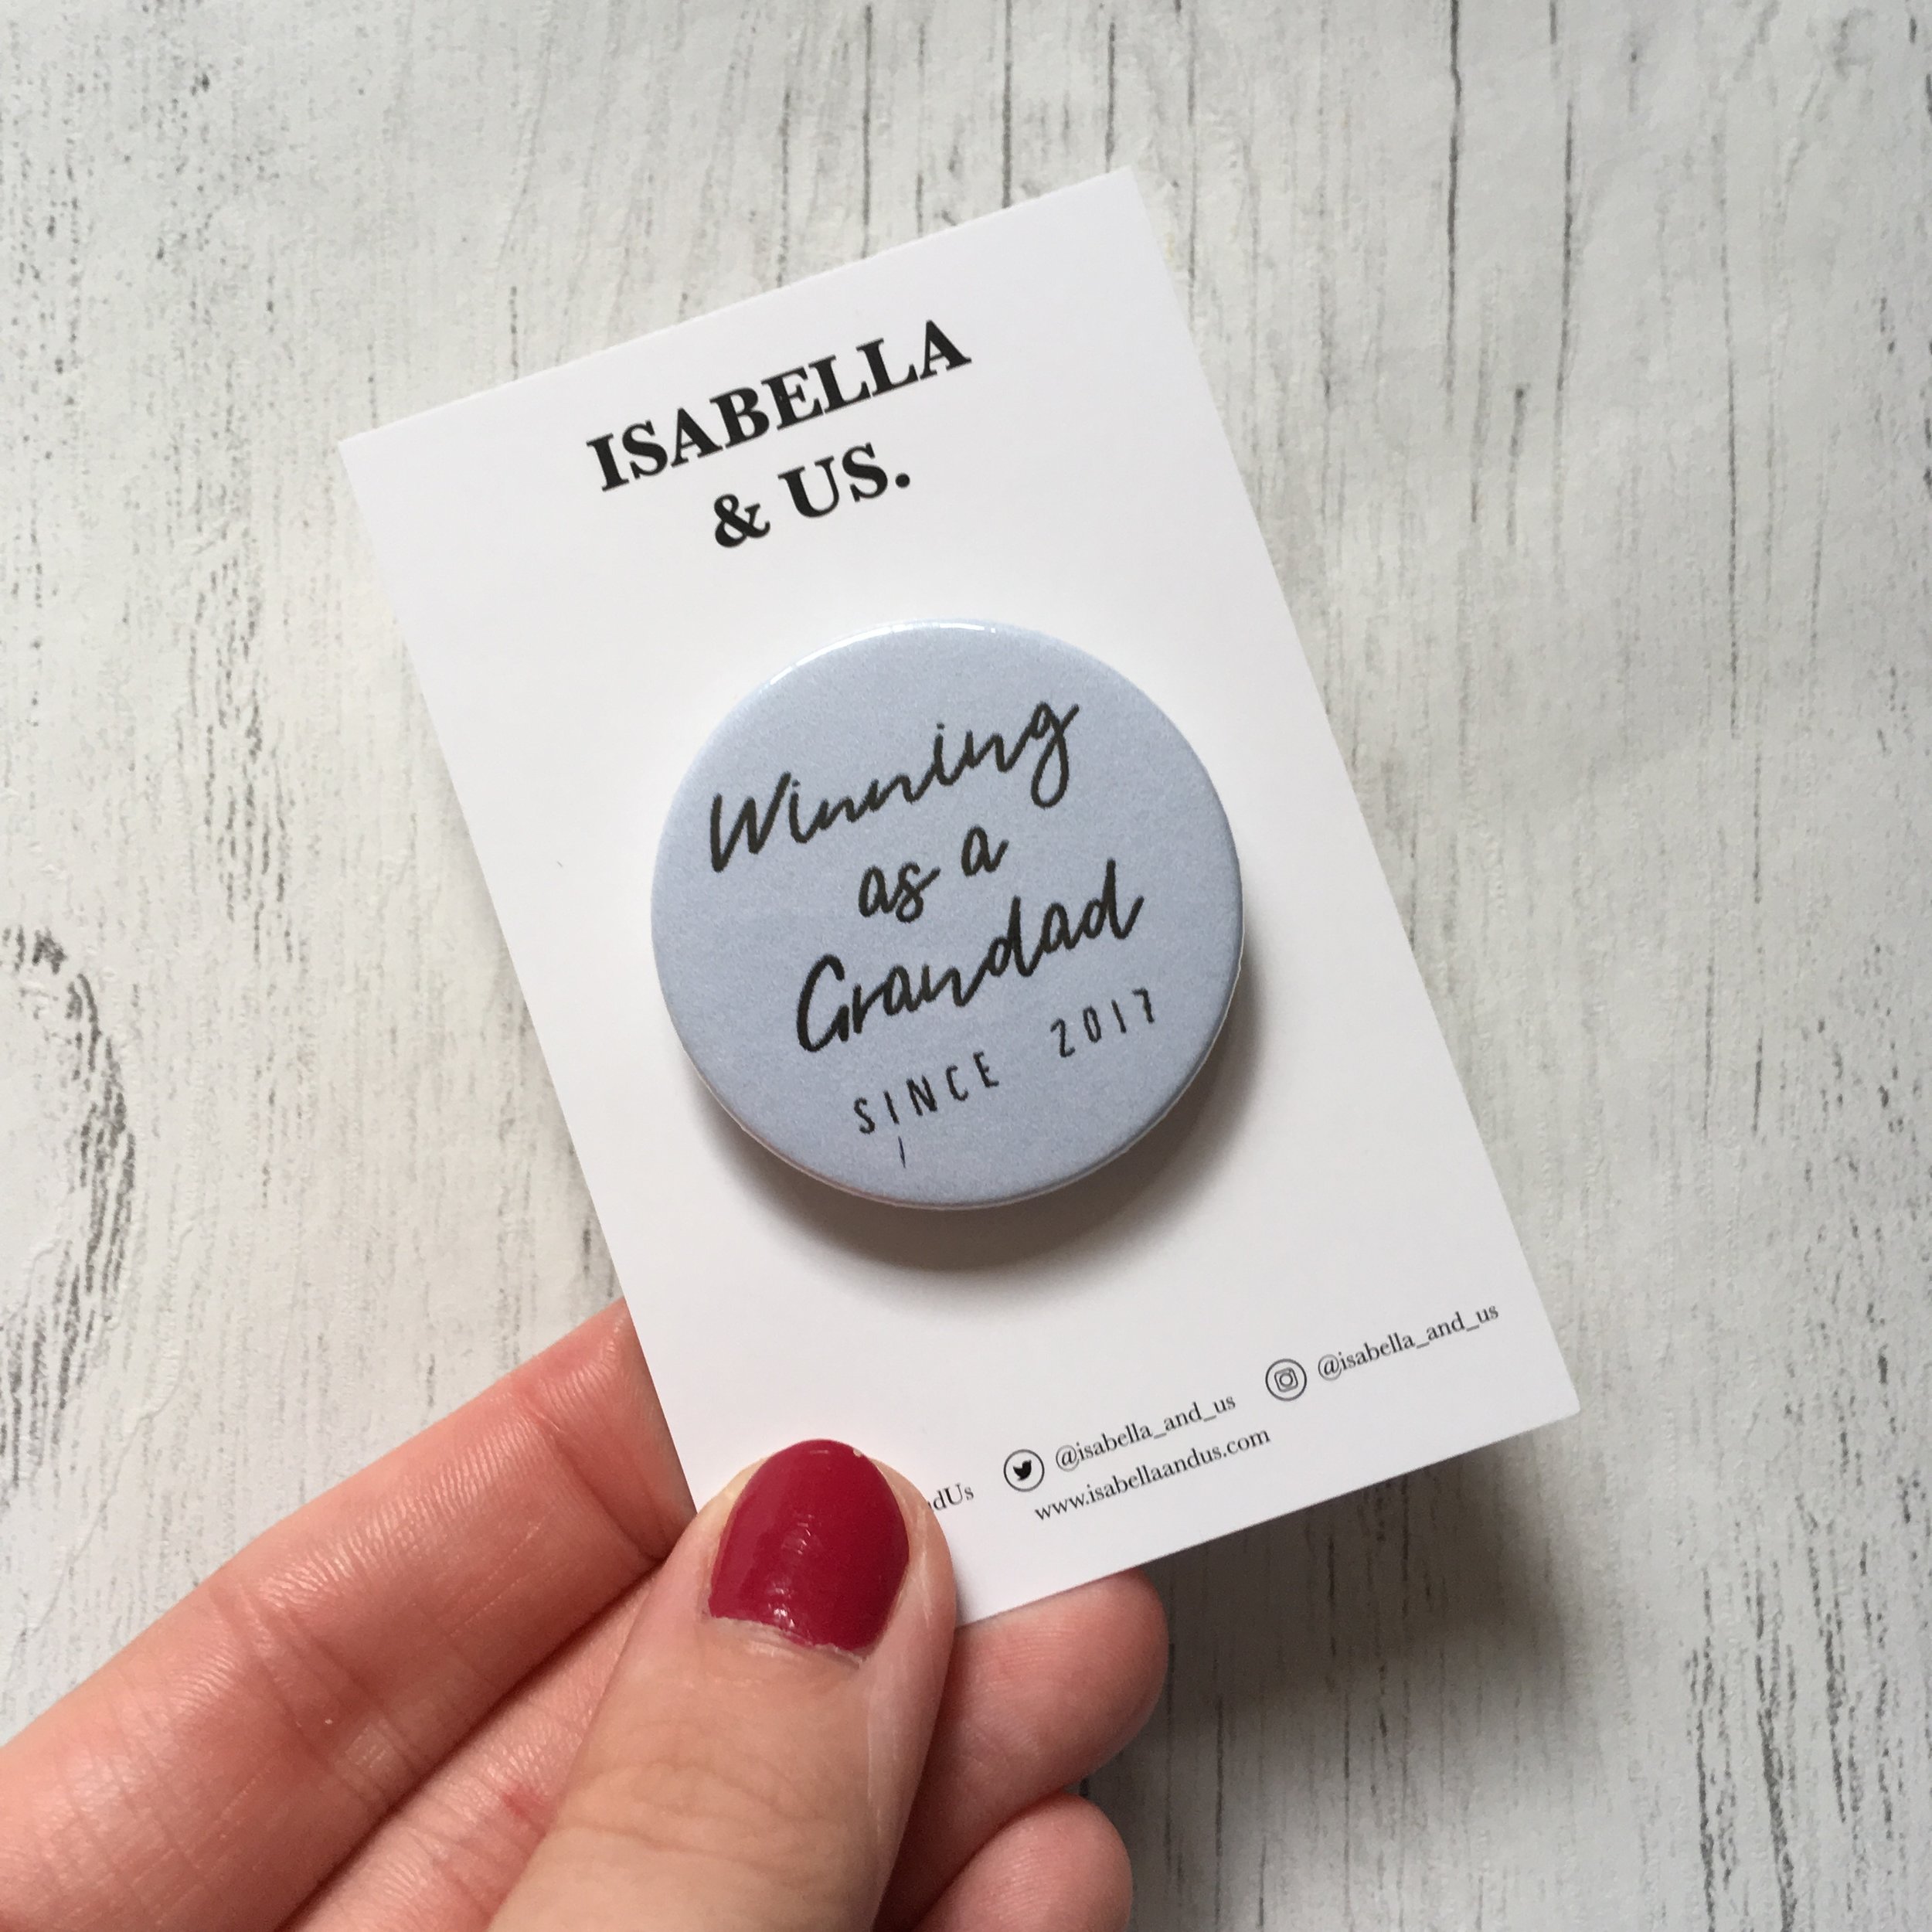 ISABELLA
& US.
Winning
as a
Grandad
SINCE 2017
@isabella_and_us @isabella_and_us
www.isabellaandus.com